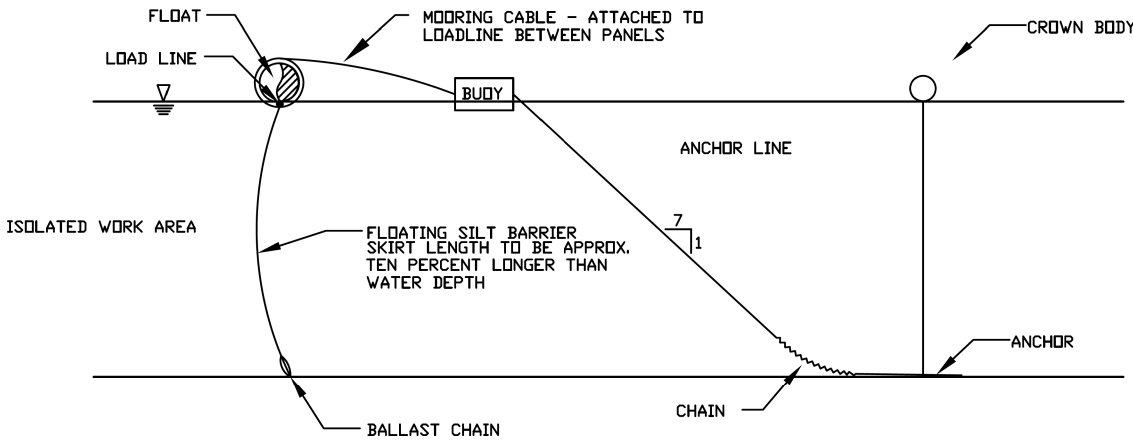 FLOAT
MOORING CABLE - ATTACHED TO
LOADLINE BETWEEN PANELS
CROWN BODY
LOAD LINE
BUOY
ANCHOR LINE
ISOLATED WORK AREA
7
1
FLOATING SILT BARRIER
SKIRT LENGTH TO BE APPROX.
TEN PERCENT LONGER THAN
WATER DEPTH
ANCHOR
CHAIN
BALLAST CHAIN